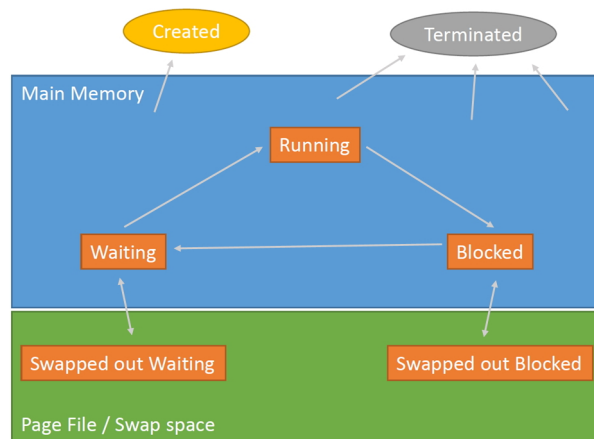 Created
Terminated
Main Memory
Running
Waiting
Blocked
Swapped out Waiting
Swapped out Blocked
Page File / Swap space